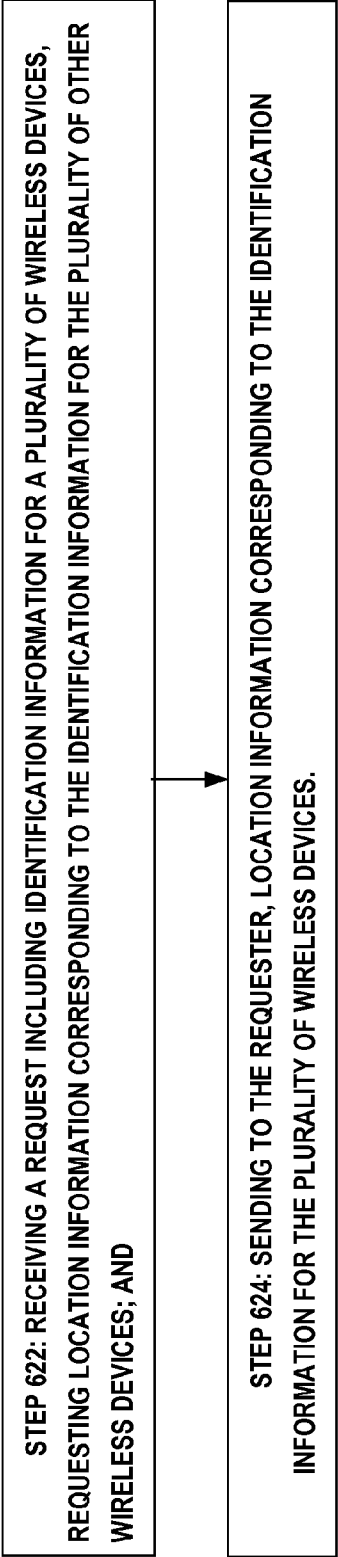 STEP 622: RECEIVING A REQUEST INCLUDING IDENTIFICATION INFORMATION FOR A PLURALITY OF WIRELESS DEVICES,
REQUESTING LOCATION INFORMATION CORRESPONDING TO THE IDENTIFICATION INFORMATION FOR THE PLURALITY OF OTHER
WIRELESS DEVICES; AND
STEP 624: SENDING TO THE REQUESTER, LOCATION INFORMATION CORRESPONDING TO THE IDENTIFICATION
INFORMATION FOR THE PLURALITY OF WIRELESS DEVICES.